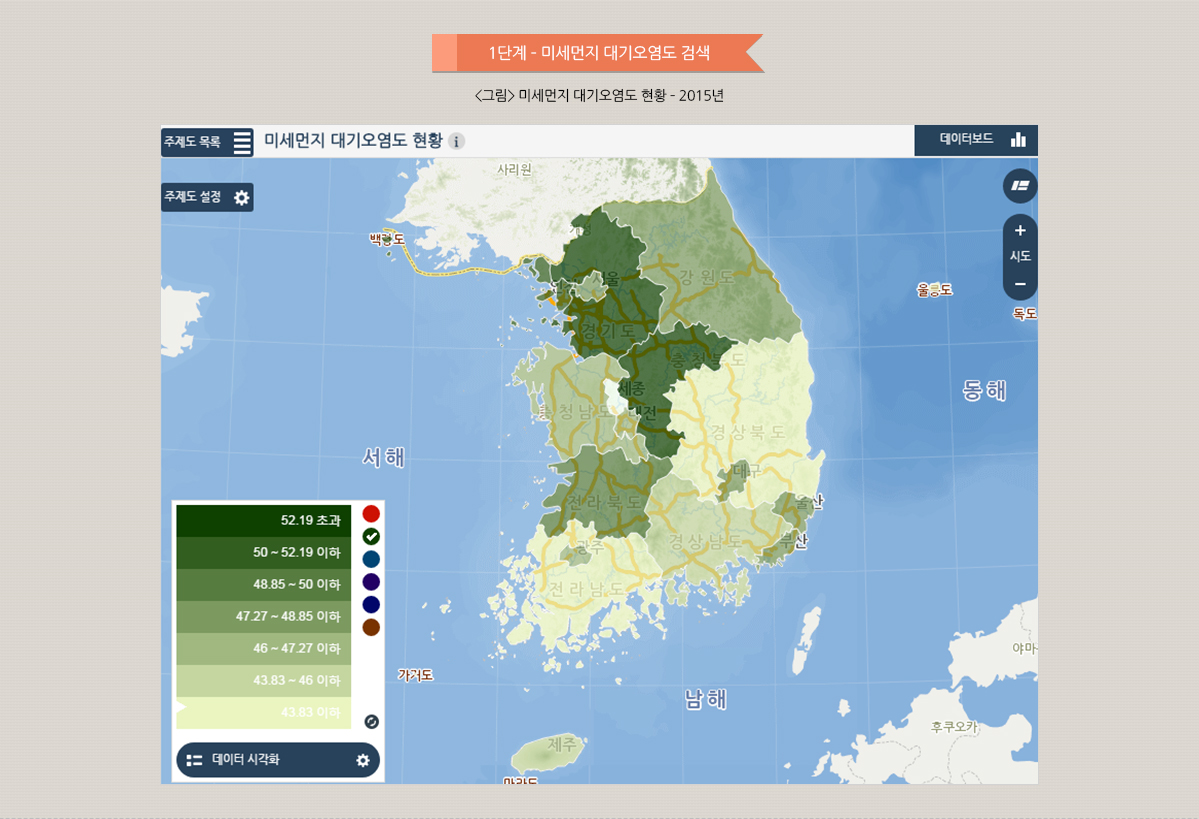 1단계 - 미세먼지 대기오염도 검색
<그림> 미세먼지 대기오염도 현황 - 2015년
주제도 목록
미세먼지 대기오염도 현황
데이터보드
주제도 설정
사리원
백령도
서울
강원도
시도
울릉도
독도
경기도
충청북도
세종
대전
충청남도
경상북도
동해
서해
대구
전라북도
울산
경상남도
부산
광주
전라남도
52.19 초과
50 ~ 52.19 이하
48.85 ~ 50 이하
47.27 ~ 48.85 이하
46 ~ 47.27 이하
43.83 ~ 46 이하
43.83 이하
가거도
남해
야마
후쿠오카
제주
마라도
데이터 시각화